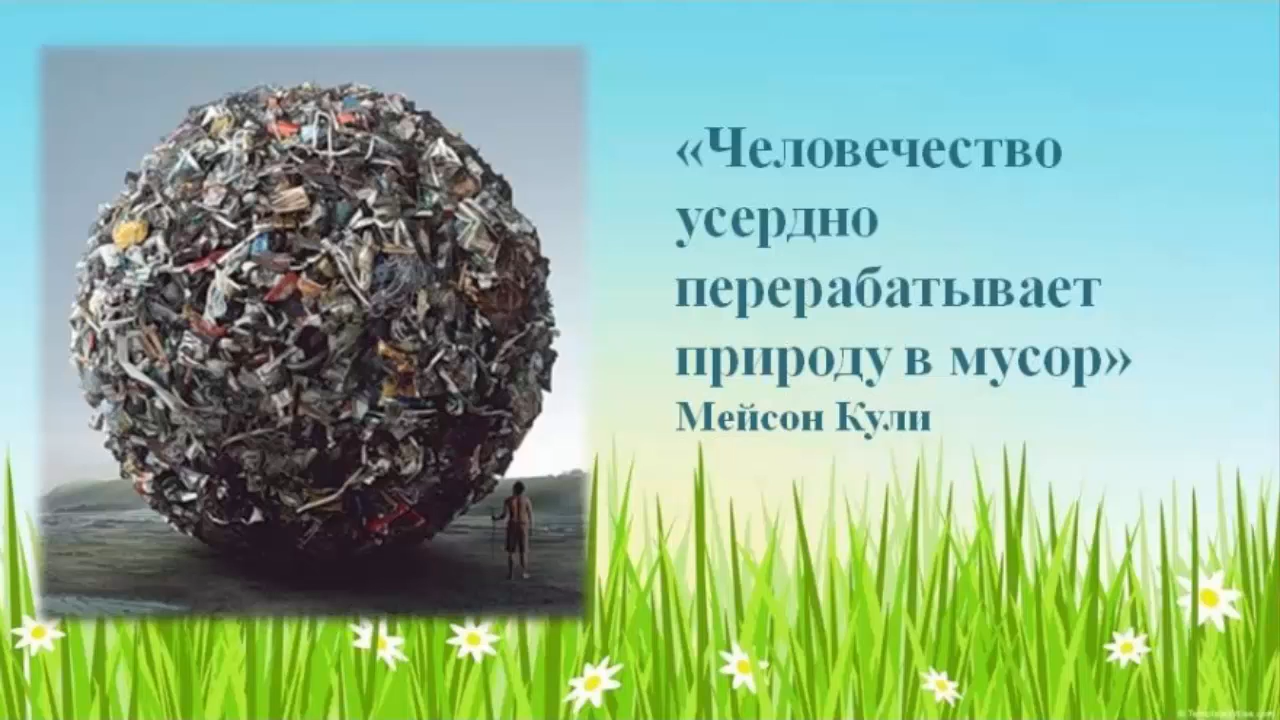 «Человечество
усердно
перерабатывает
природу в мусор»
Мейсон Кули